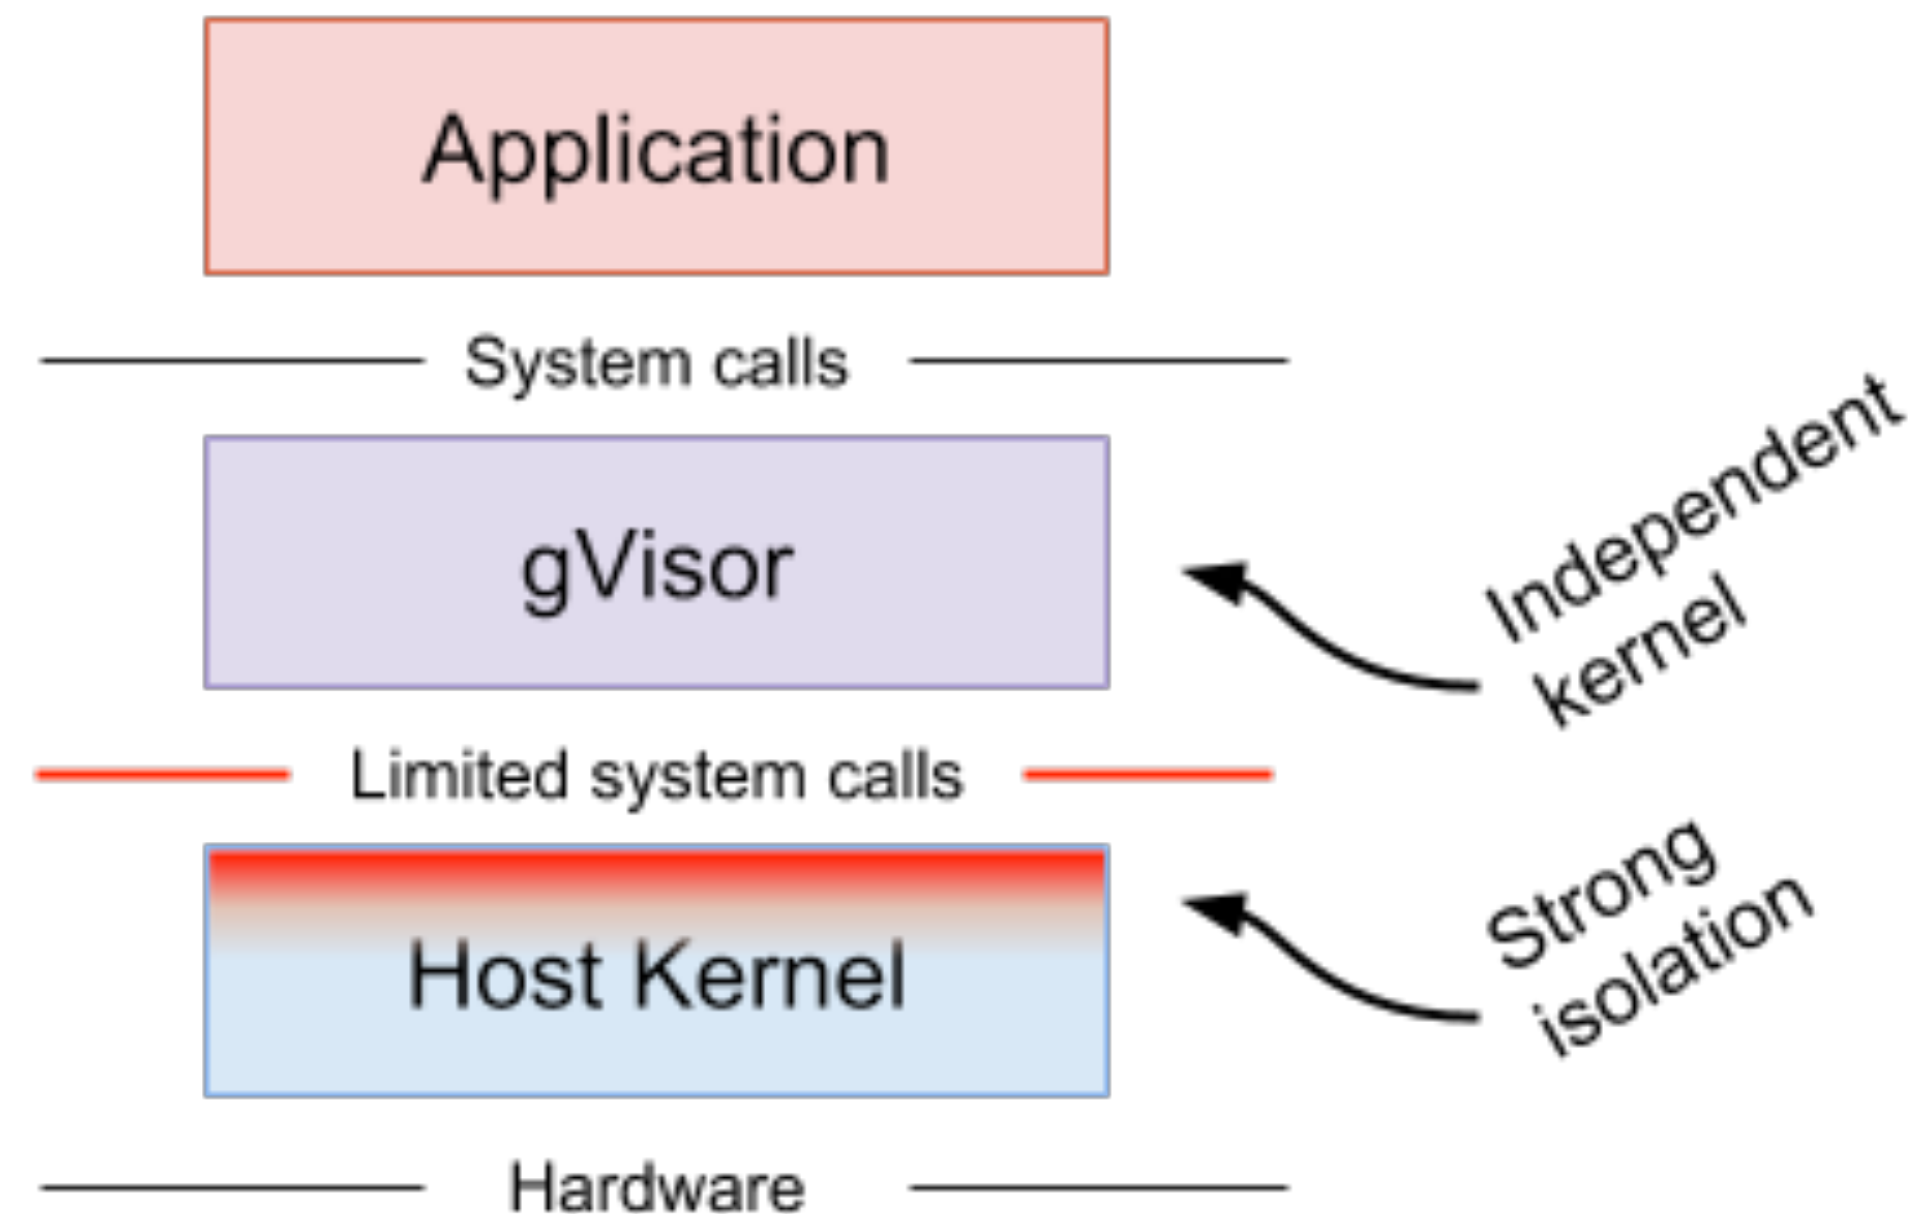 Application
System calls
gVisor
Independent
kernel
Limited system calls
Host Kernel
Strong
isolation
Hardware